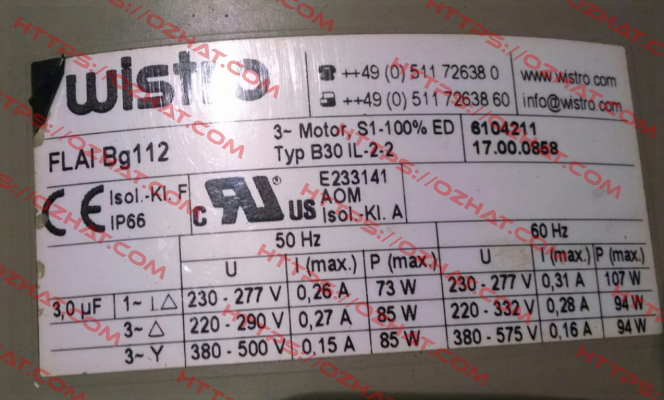 wistro
☎ ++49 (0) 511 72638 0
++49 (0) 511 72638 60
www.wistro.com
info@wistro.com
FLAI Bg112
3~ Motor, S1-100% ED
Typ B30 IL-2-2
6104211
17.00.0858
CE Isol.-Kl. F
IP66
C RU US ®
E233141
AOM
Isol.Kl. A
50 Hz 60 Hz
U I (max.) P (max.) U I (max.) P (max.)
3,0 µF 1~ ⊥ △ 230 - 277 V 0,26 A 73 W 230 - 277 V 0,31 A 107 W
3~ △ 220 - 290 V 0,27 A 85 W 220 - 332 V 0,28 A 94 W
3~ Y 380 - 500 V 0,15 A 85 W 380 - 575 V 0,16 A 94 W
HTTPS://OZHAT.COM